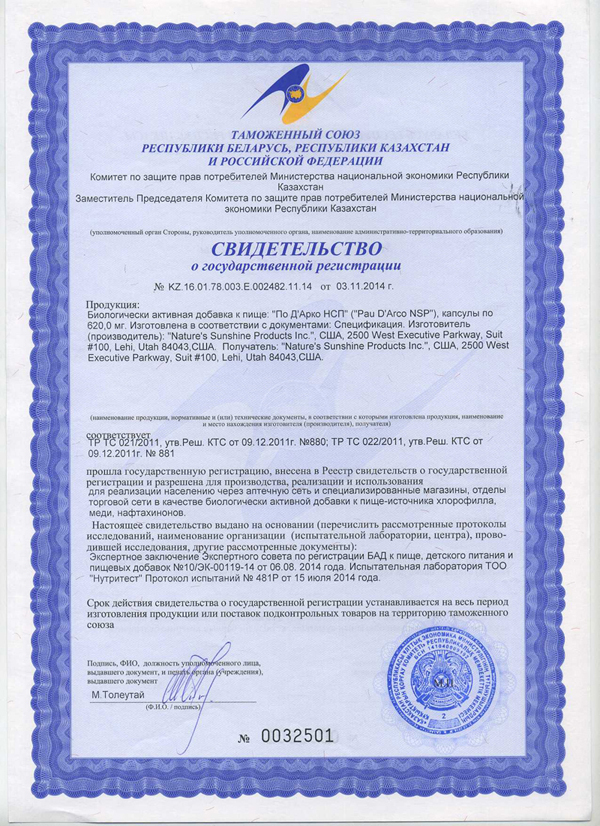 ТАМОЖЕННЫЙ СОЮЗ
РЕСПУБЛИКИ БЕЛАРУСЬ, РЕСПУБЛИКИ КАЗАХСТАН
И РОССИЙСКОЙ ФЕДЕРАЦИИ
Комитет по защите прав потребителей Министерства национальной экономики Республики
Казахстан
Заместитель Председателя Комитета по защите прав потребителей Министерства национальной
экономики Республики Казахстан
(уполномоченный орган Стороны, руководитель уполномоченного органа, наименование административно-территориального образования)
СВИДЕТЕЛЬСТВО
о государственной регистрации
№ KZ.16.01.78.003.E.002482.11.14 от 03.11.2014 г.
Продукция:
Биологически активная добавка к пище: "По Д'Арко НСП" ("Pau D'Arco NSP"), капсулы по
620,0 мг. Изготовлена в соответствии с документами: Спецификация. Изготовитель
(производитель): "Nature's Sunshine Products Inc.", США, 2500 West Executive Parkway, Suit
#100, Lehi, Utah 84043,США. Получатель: "Nature's Sunshine Products Inc.", США, 2500 West
Executive Parkway, Suit #100, Lehi, Utah 84043,США.
(наименование продукции, нормативные и (или) технические документы, в соответствии с которыми изготовлена продукция, наименование
и место нахождения изготовителя (производителя), получателя)
соответствует
ТР ТС 021/2011, утв.Реш. КТС от 09.12.2011г. №880; ТР ТС 022/2011, утв.Реш. КТС от
09.12.2011г. № 881
прошла государственную регистрацию, внесена в Реестр свидетельств о государственной
регистрации и разрешена для производства, реализации и использования
для реализации населению через аптечную сеть и специализированные магазины, отделы
торговой сети в качестве биологически активной добавки к пище-источника хлорофилла,
меди, нафтахинонов.
Настоящее свидетельство выдано на основании (перечислить рассмотренные протоколы
исследований, наименование организации (испытательной лаборатории, центра), прово-
дившей исследования, другие рассмотренные документы):
Экспертное заключение Экспертного совета по регистрации БАД к пище, детского питания и
пищевых добавок №10/ЭК-00119-14 от 06.08. 2014 года. Испытательная лаборатория ТОО
"Нутритест" Протокол испытаний № 481Р от 15 июля 2014 года.
Срок действия свидетельства о государственной регистрации устанавливается на весь период
изготовления продукции или поставок подконтрольных товаров на территорию таможенного
союза
Подпись, ФИО, должность уполномоченного лица,
выдавшего документ, и печать органа (учреждения),
выдавшего документ
М.Толеутай
(Ф.И.О. / подпись)
М.П.
2
№ 0032501